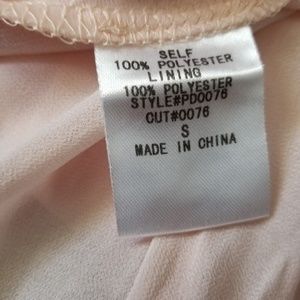 SELF
100% POLYESTER
LINING
100% POLYESTER
STYLE#PD0076
CUT#0076
S
MADE IN CHINA